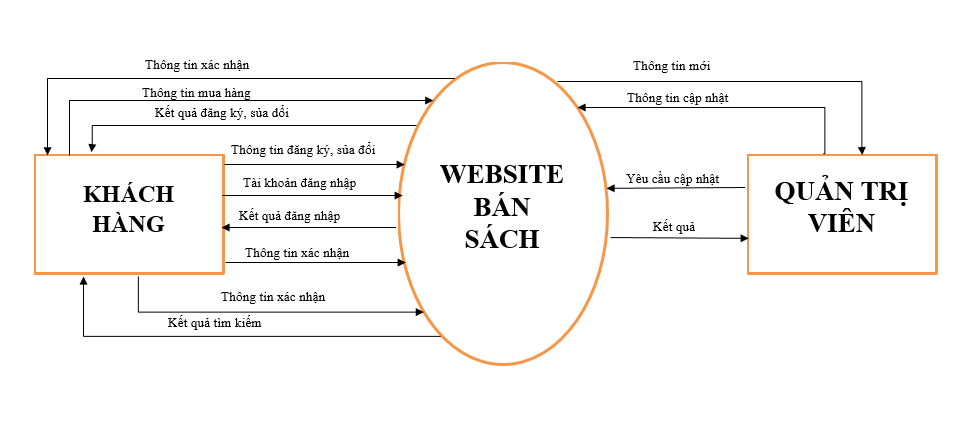 Thông tin xác nhận
Thông tin mới
Thông tin mua hàng
Thông tin cập nhật
Kết quả đăng ký, sủa dổi
Thông tin đăng ký, sủa đổi
WEBSITE
BÁN
SÁCH
Tài khoản đăng nhập
Yêu cầu cập nhật
KHÁCH
HÀNG
QUẢN TRỊ
VIÊN
Kết quả đăng nhập
Kết quả
Thông tin xác nhận
Thông tin xác nhận
Kết quả tìm kiếm